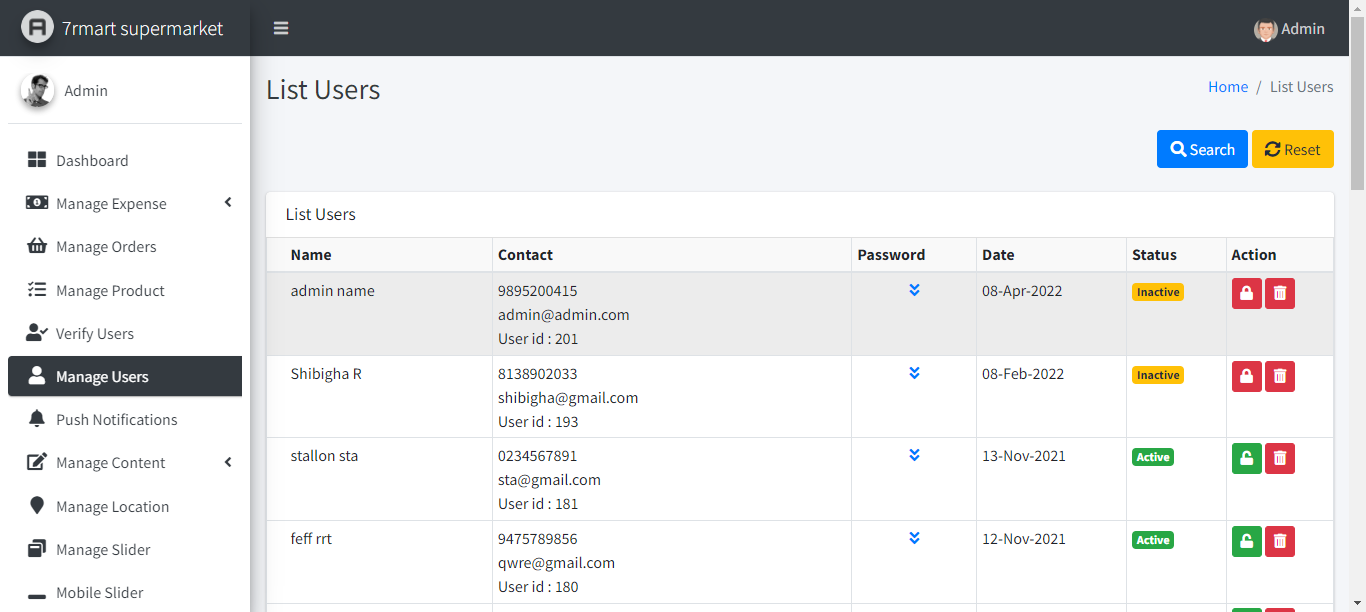 7rmart supermarket
Admin
Admin
List Users
Home / List Users
Search
Reset
Dashboard
Manage Expense
Manage Orders
Manage Product
Verify Users
Manage Users
Push Notifications
Manage Content
Manage Location
Manage Slider
Mobile Slider
List Users
Name Contact Password Date Status Action
admin name 9895200415 08-Apr-2022 Inactive
admin@admin.com
User id : 201
Shibigha R 8138902033 08-Feb-2022 Inactive
shibigha@gmail.com
User id : 193
stallon sta 0234567891 13-Nov-2021 Active
sta@gmail.com
User id : 181
feff rrt 9475789856 12-Nov-2021 Active
qwre@gmail.com
User id : 180